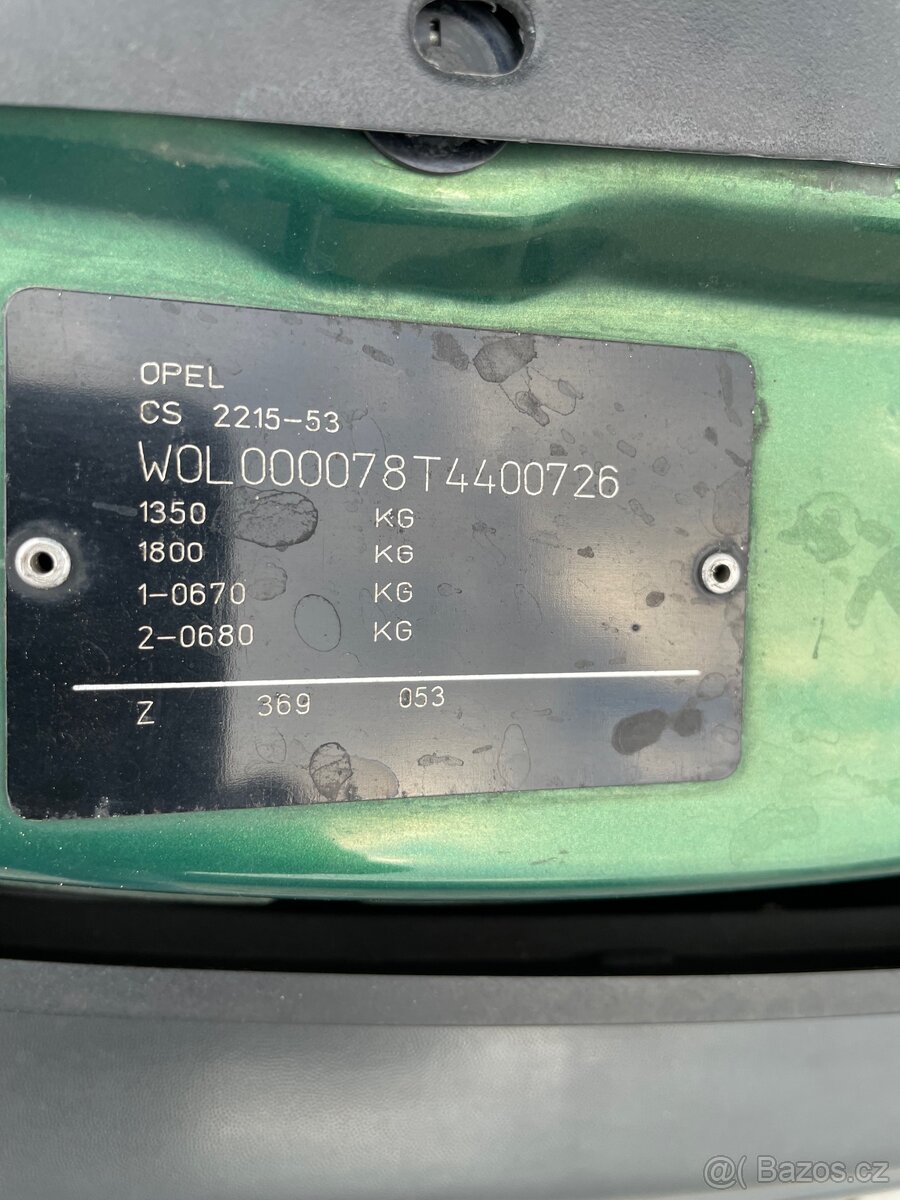 OPEL
CS 2215-53
W0L000078T4400726
1350 KG
1800 KG
1-0670 KG
2-0680 KG
Z 369 053
@( Bazos.cz